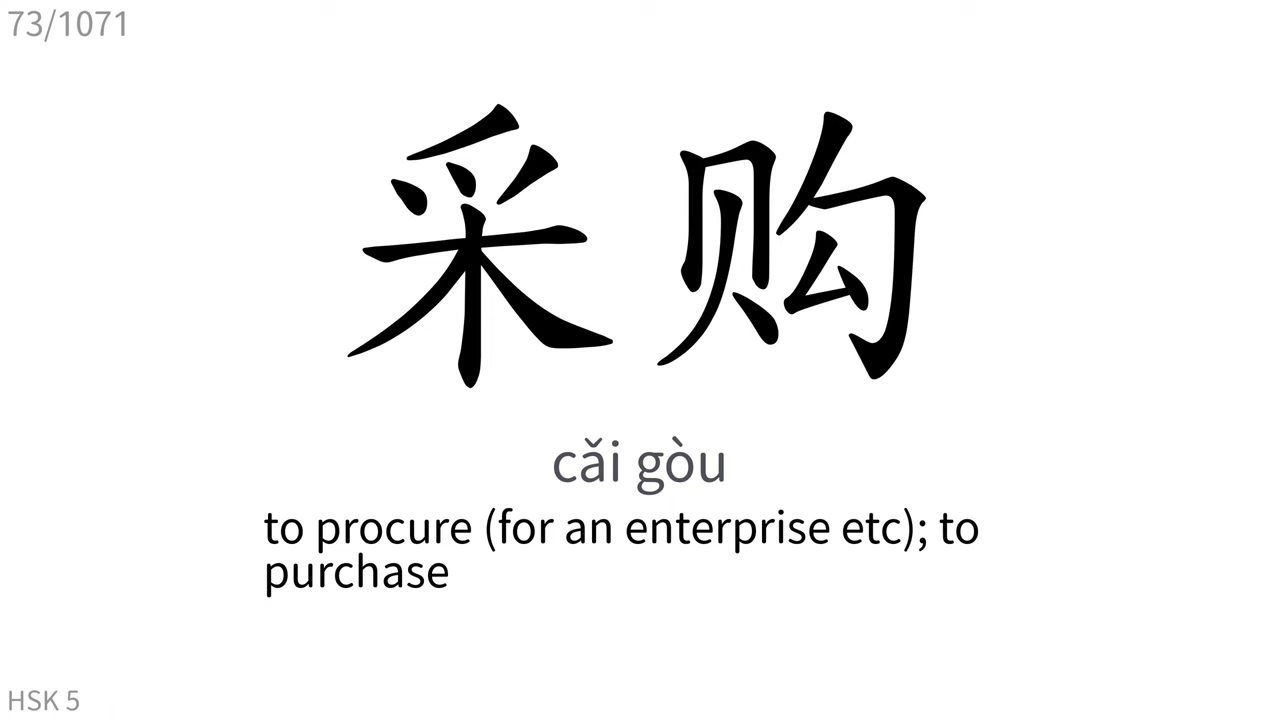 73/1071
采购
cǎi gòu
to procure (for an enterprise etc); to
purchase
HSK 5